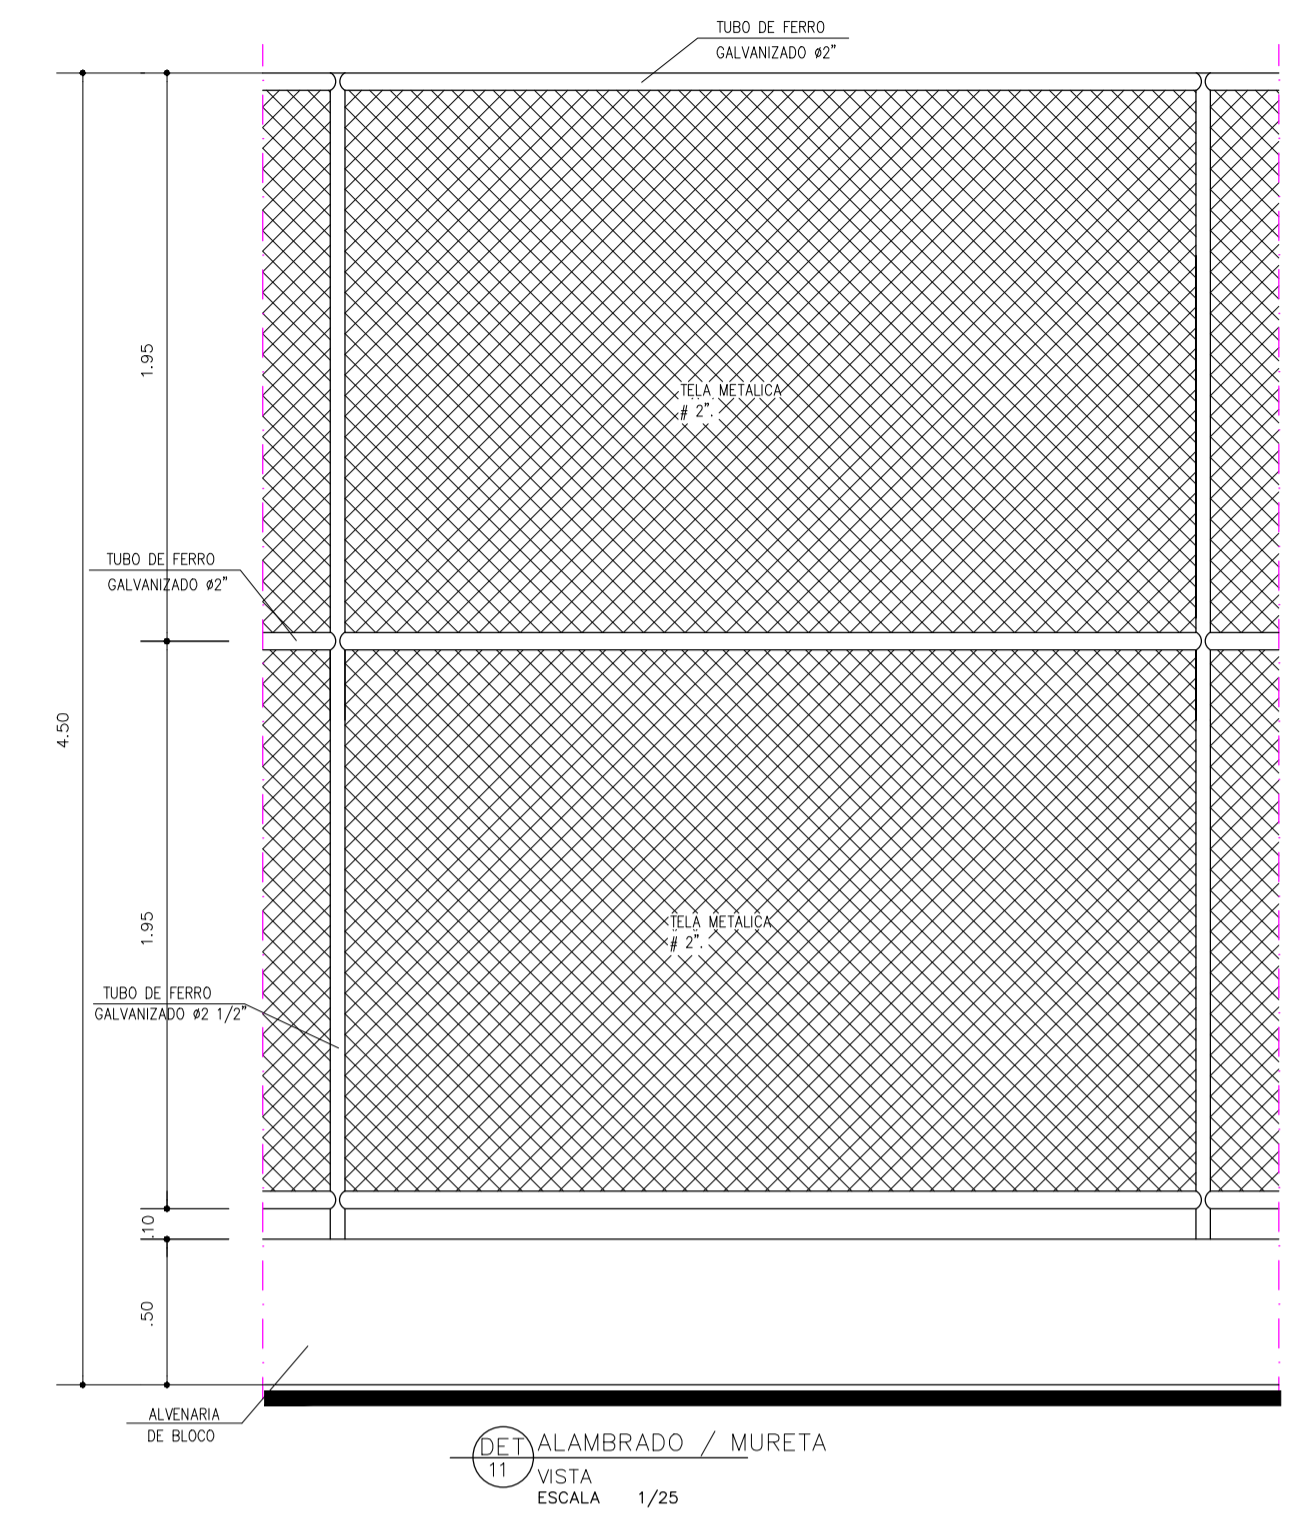 TUBO DE FERRO
GALVANIZADO ø2”
1.95
TELA METALICA
# 2”.
TUBO DE FERRO
GALVANIZADO ø2”
4.50
1.95
TELA METALICA
# 2”.
TUBO DE FERRO
GALVANIZADO ø2 1/2”
.10
.50
ALVENARIA
DE BLOCO
DET
11
ALAMBRADO / MURETA
VISTA
ESCALA 1/25